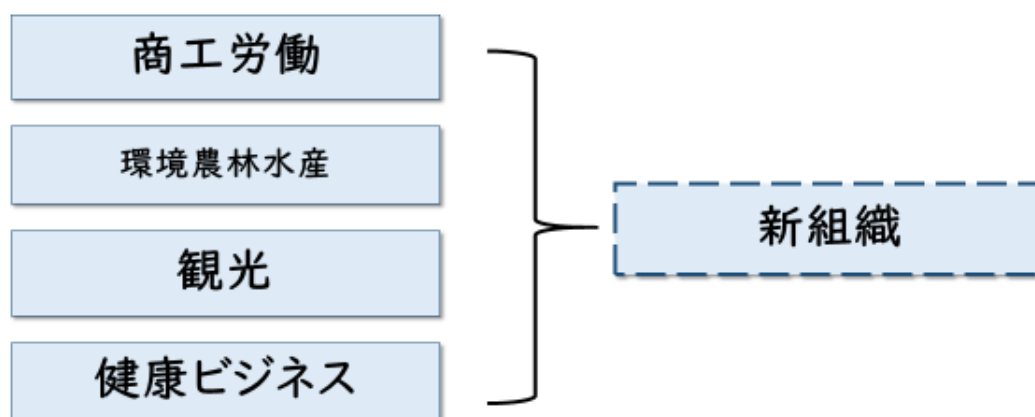 商工労働
環境農林水産
観光
健康ビジネス
新組織